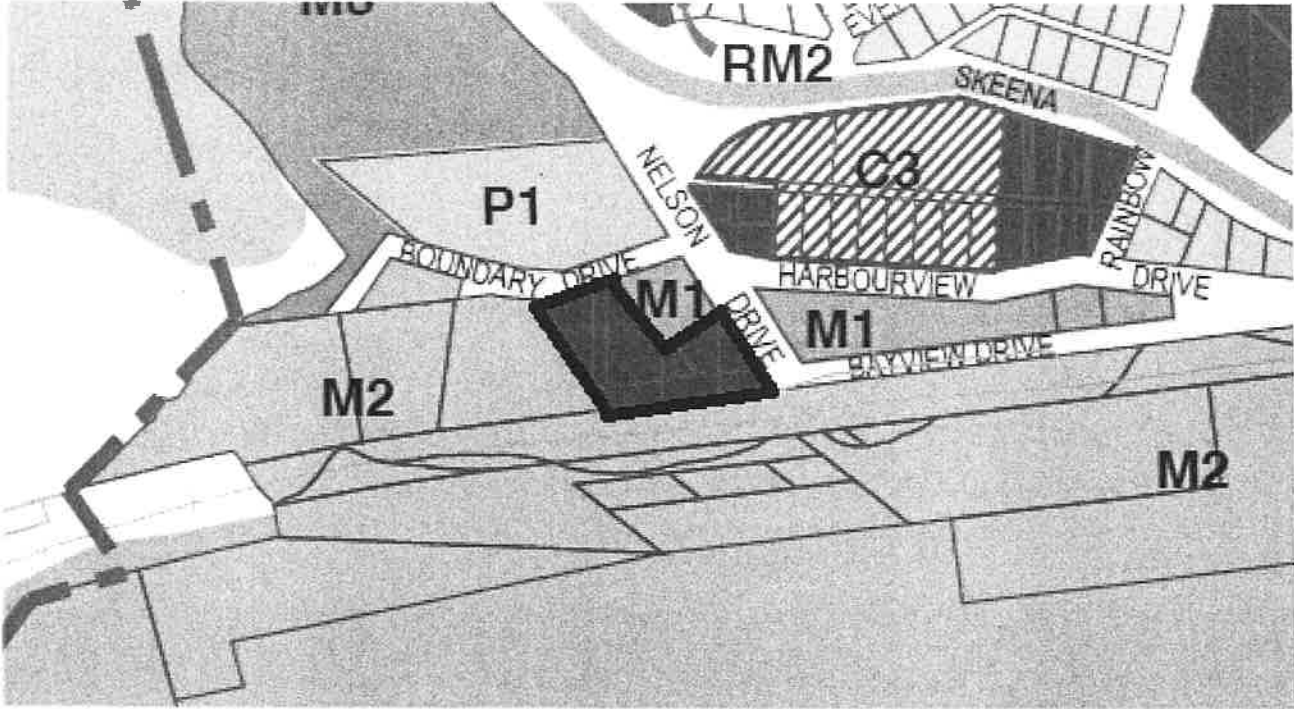 RM2
SKEENA
C3
NELSON
DRIVE
P1
RAINBOW
BOUNDARY DRIVE
HARBOURVIEW
DRIVE
M1
M1
BAYVIEW DRIVE
M2
M2